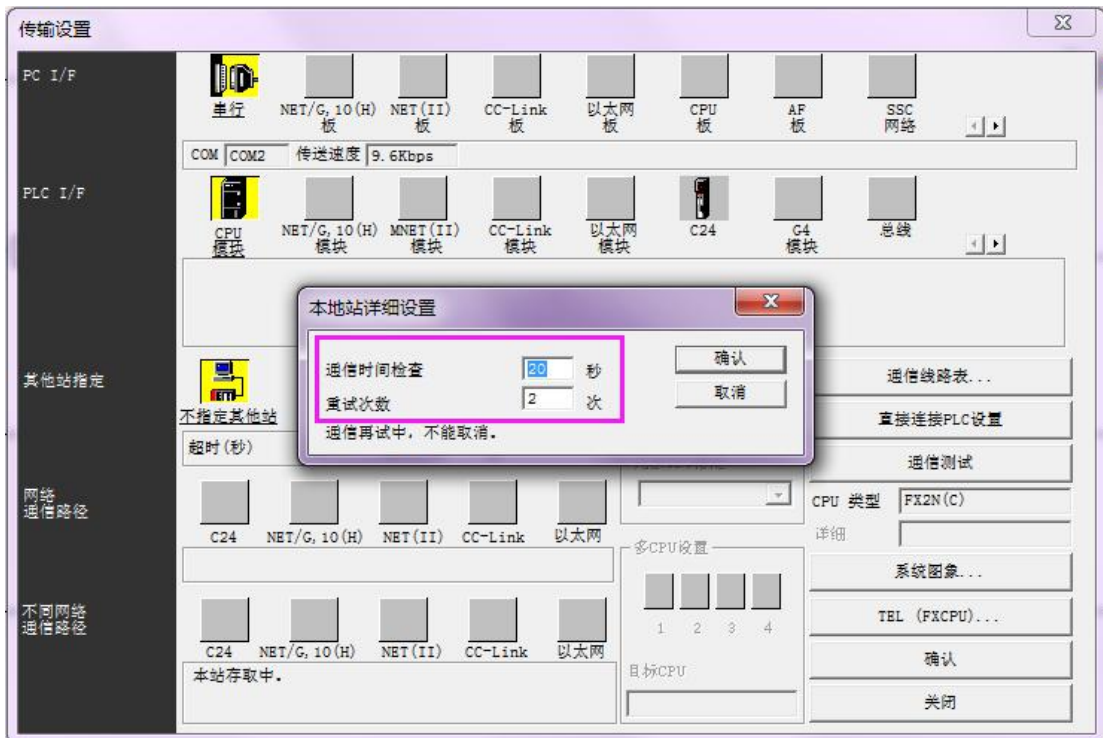 传输设置
PC I/F
串行
NET/G,10(H)
板
NET(II)
板
CC-Link
板
以太网
板
CPU
板
AF
板
SSC
网络
COM COM2 传送速度 9.6Kbps
PLC I/F
CPU
模块
NET/G,10(H)
模块
MNET(II)
模块
CC-Link
模块
以太网
模块
C24
G4
模块
总线
本地站详细设置
通信时间检查 20 秒
重试次数 2 次
通信再试中，不能取消.
确认
取消
其他站指定
不指定其他站
超时(秒)
通信线路表...
直接连接PLC设置
通信测试
CPU 类型 FX2N(C)
详细
系统图象...
TEL (FXCPU)...
确认
关闭
网络
通信路径
C24 NET/G,10(H) NET(II) CC-Link 以太网
多CPU设置
1 2 3 4
目标CPU
不同网络
通信路径
C24 NET/G,10(H) NET(II) CC-Link 以太网
本站存取中.